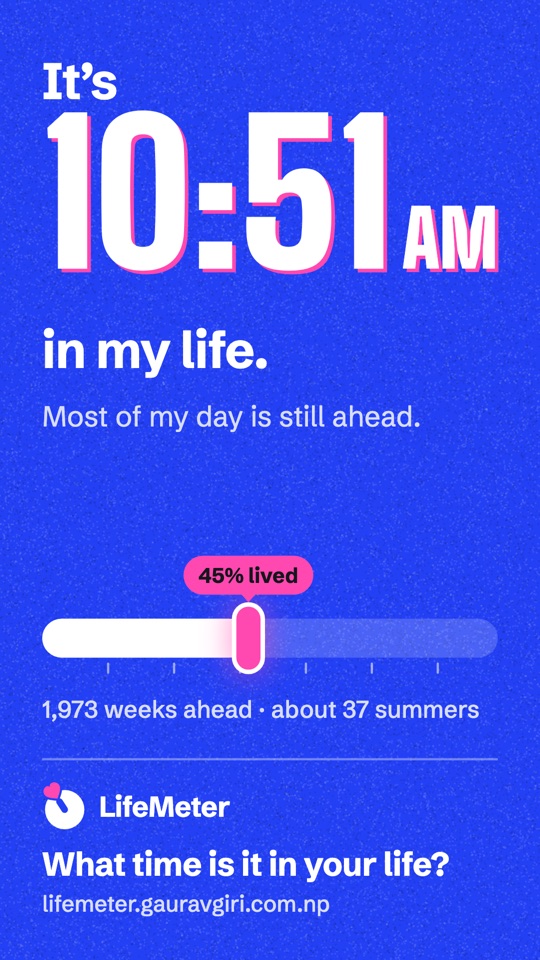 It’s
10:51 AM
in my life.
Most of my day is still ahead.
45% lived
1,973 weeks ahead · about 37 summers
LifeMeter
What time is it in your life?
lifemeter.gauravgiri.com.np